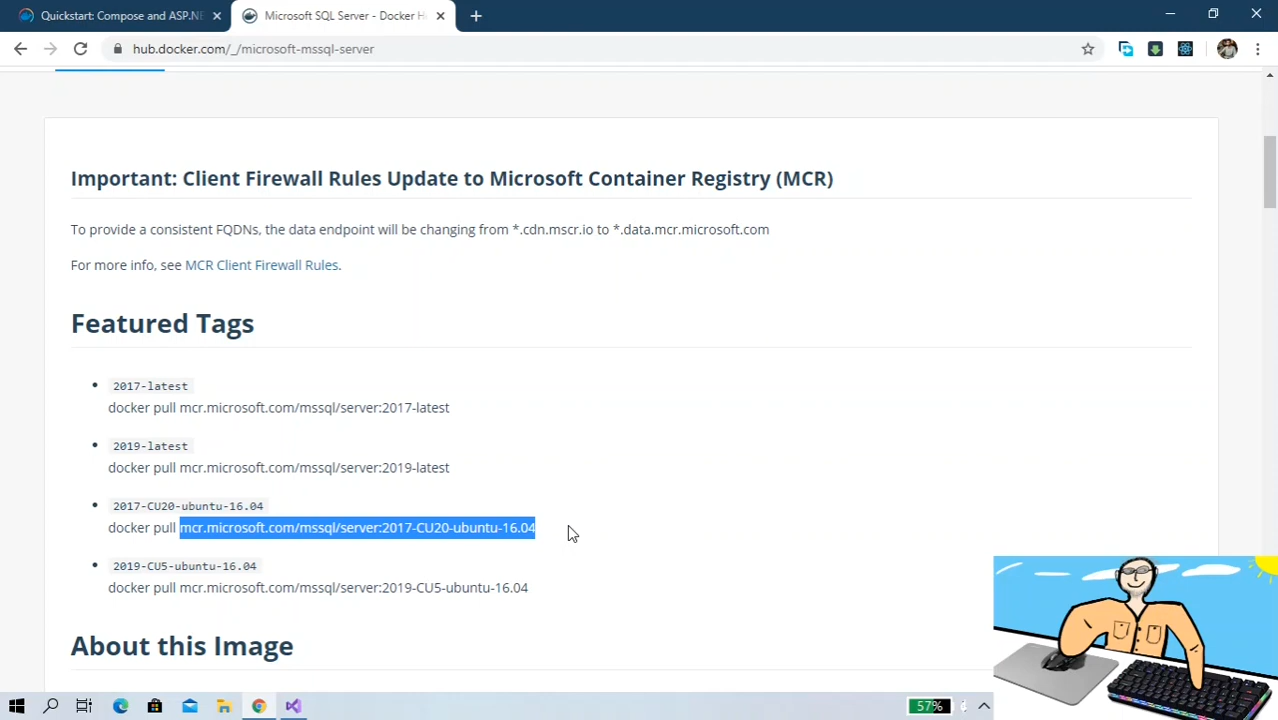 Quickstart: Compose and ASP.NE
Microsoft SQL Server - Docker H
hub.docker.com/_/microsoft-mssql-server
Important: Client Firewall Rules Update to Microsoft Container Registry (MCR)
To provide a consistent FQDNs, the data endpoint will be changing from *.cdn.mscr.io to *.data.mcr.microsoft.com
For more info, see MCR Client Firewall Rules.
Featured Tags
2017-latest
docker pull mcr.microsoft.com/mssql/server:2017-latest
2019-latest
docker pull mcr.microsoft.com/mssql/server:2019-latest
2017-CU20-ubuntu-16.04
docker pull mcr.microsoft.com/mssql/server:2017-CU20-ubuntu-16.04
2019-CU5-ubuntu-16.04
docker pull mcr.microsoft.com/mssql/server:2019-CU5-ubuntu-16.04
About this Image
57%